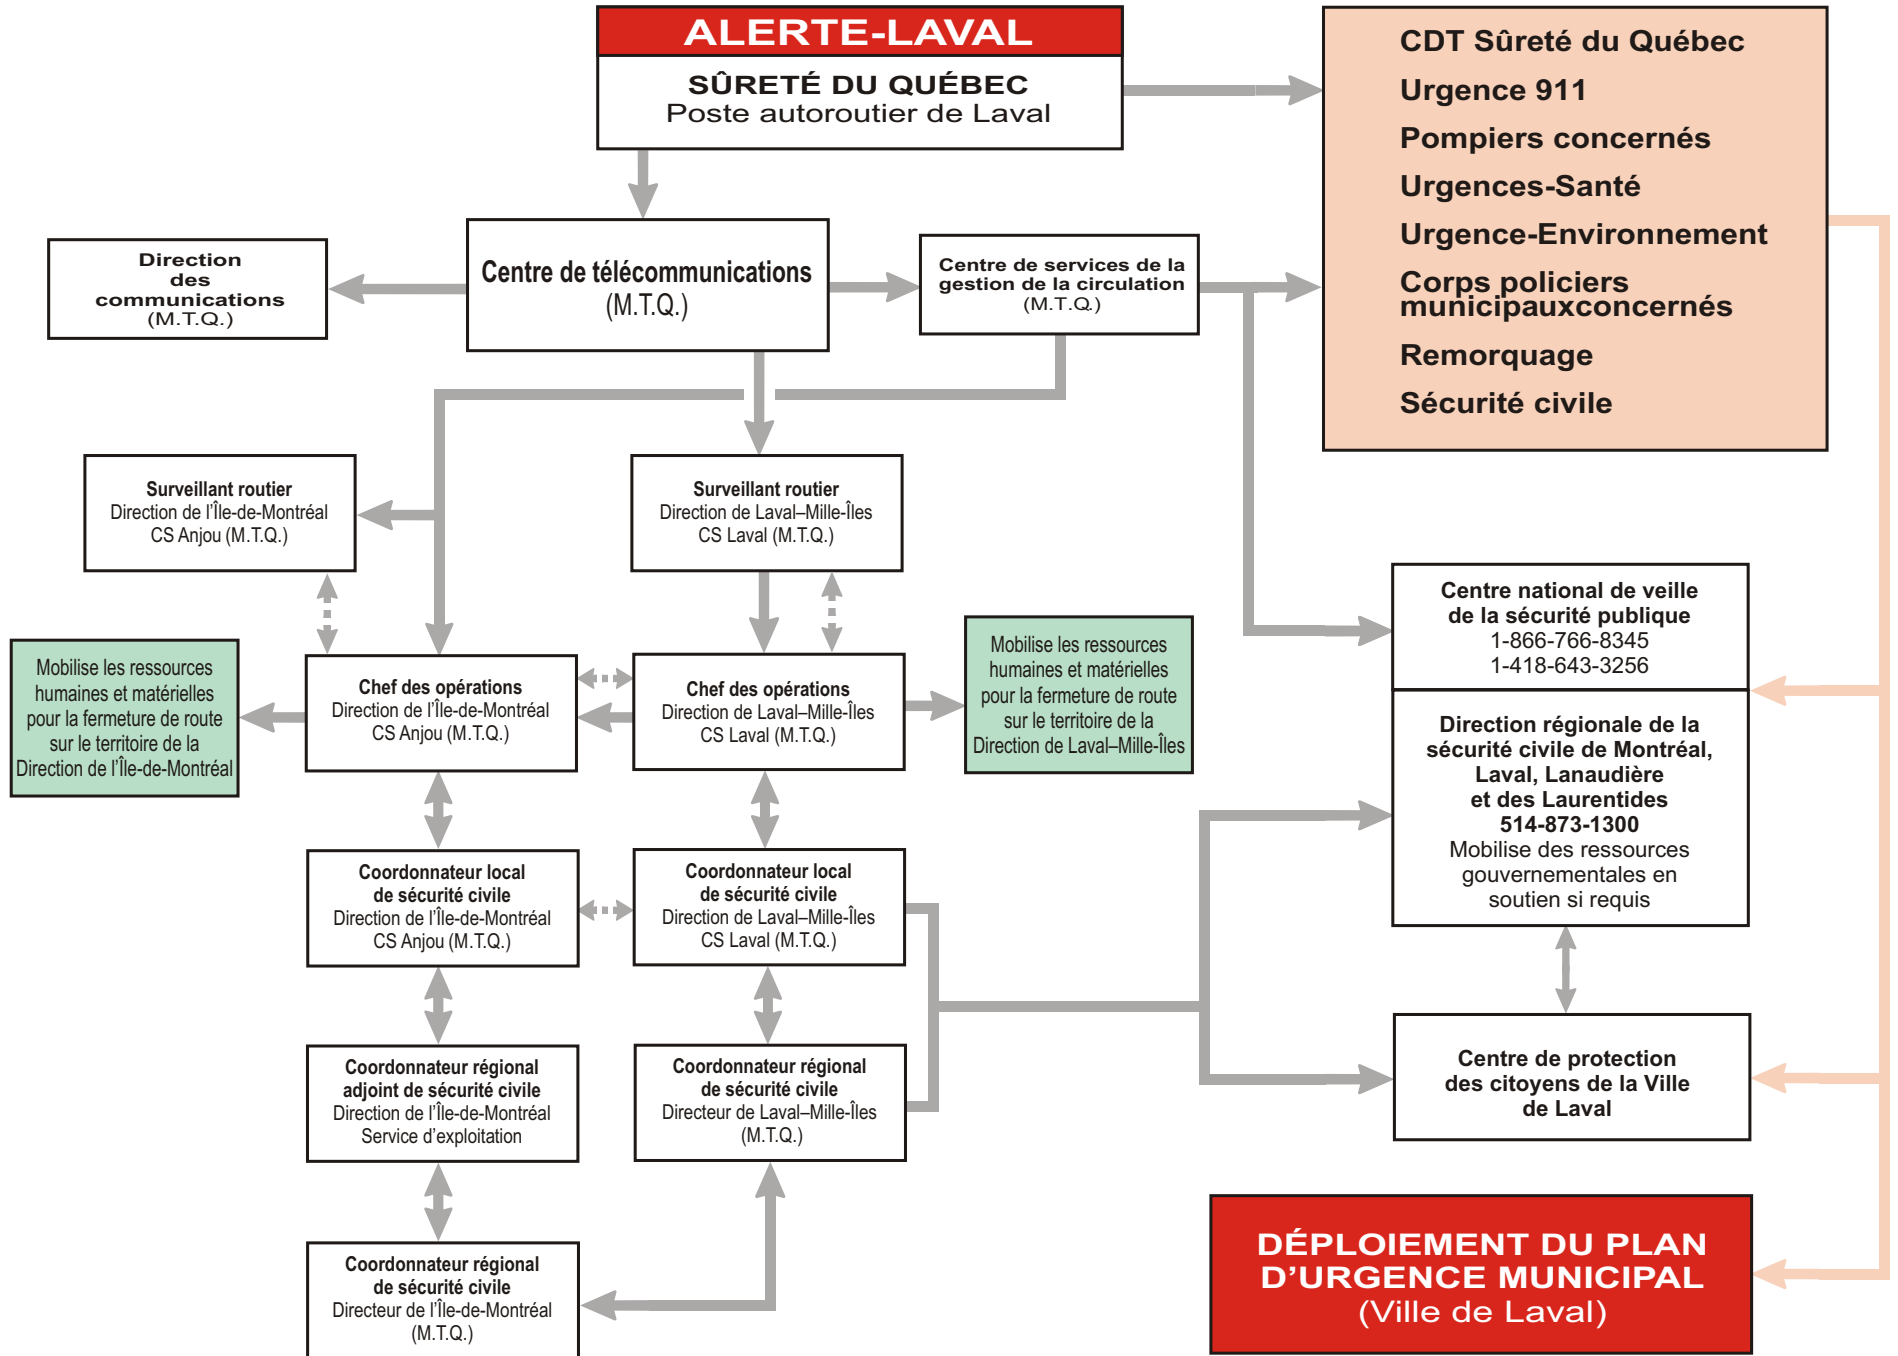 ALERTE-LAVAL
SÛRETÉ DU QUÉBEC
Poste autoroutier de Laval
CDT Sûreté du Québec
Urgence 911
Pompiers concernés
Urgences-Santé
Urgence-Environnement
Corps policiers
municipauxconcernés
Remorquage
Sécurité civile
Direction
des
communications
(M.T.Q.)
Centre de télécommunications
(M.T.Q.)
Centre de services de la
gestion de la circulation
(M.T.Q.)
Surveillant routier
Direction de l’Île-de-Montréal
CS Anjou (M.T.Q.)
Surveillant routier
Direction de Laval–Mille-Îles
CS Laval (M.T.Q.)
Centre national de veille
de la sécurité publique
1-866-766-8345
1-418-643-3256
Mobilise les ressources
humaines et matérielles
pour la fermeture de route
sur le territoire de la
Direction de l’Île-de-Montréal
Chef des opérations
Direction de l’Île-de-Montréal
CS Anjou (M.T.Q.)
Chef des opérations
Direction de Laval–Mille-Îles
CS Laval (M.T.Q.)
Mobilise les ressources
humaines et matérielles
pour la fermeture de route
sur le territoire de la
Direction de Laval–Mille-Îles
Direction régionale de la
sécurité civile de Montréal,
Laval, Lanaudière
et des Laurentides
514-873-1300
Mobilise des ressources
gouvernementales en
soutien si requis
Coordonnateur local
de sécurité civile
Direction de l’Île-de-Montréal
CS Anjou (M.T.Q.)
Coordonnateur local
de sécurité civile
Direction de Laval–Mille-Îles
CS Laval (M.T.Q.)
Coordonnateur régional
adjoint de sécurité civile
Direction de l’Île-de-Montréal
Service d’exploitation
Coordonnateur régional
de sécurité civile
Directeur de Laval–Mille-Îles
(M.T.Q.)
Centre de protection
des citoyens de la Ville
de Laval
Coordonnateur régional
de sécurité civile
Directeur de l’Île-de-Montréal
(M.T.Q.)
DÉPLOIEMENT DU PLAN
D’URGENCE MUNICIPAL
(Ville de Laval)